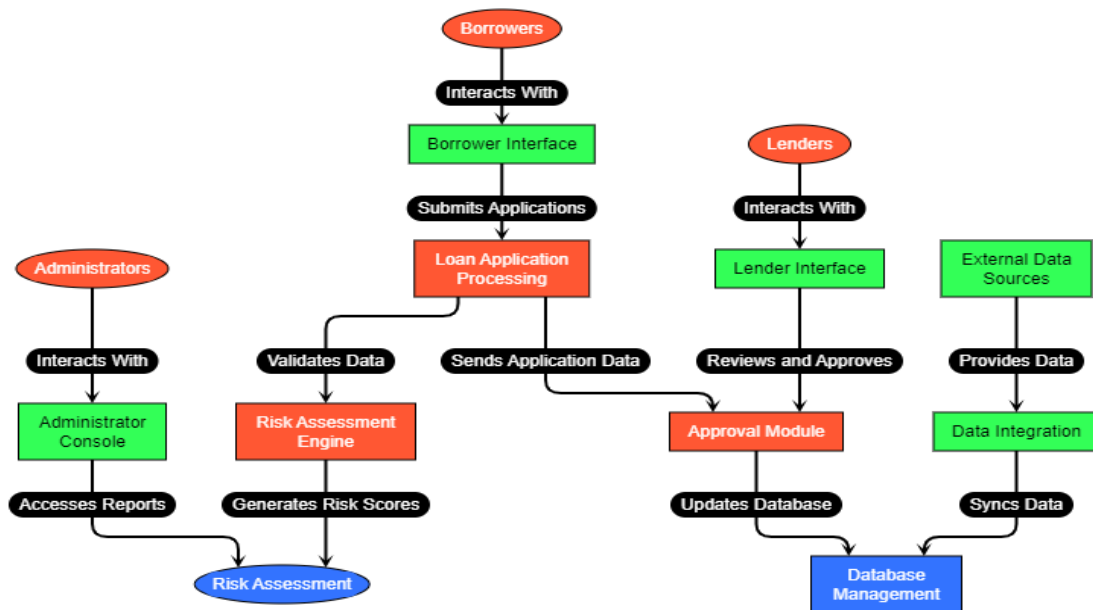 Borrowers
Interacts With
Borrower Interface
Lenders
Submits Applications
Interacts With
Administrators
Loan Application
Processing
Lender Interface
External Data
Sources
Interacts With
Validates Data
Sends Application Data
Reviews and Approves
Provides Data
Administrator
Console
Risk Assessment
Engine
Approval Module
Data Integration
Accesses Reports
Generates Risk Scores
Updates Database
Syncs Data
Risk Assessment
Database
Management